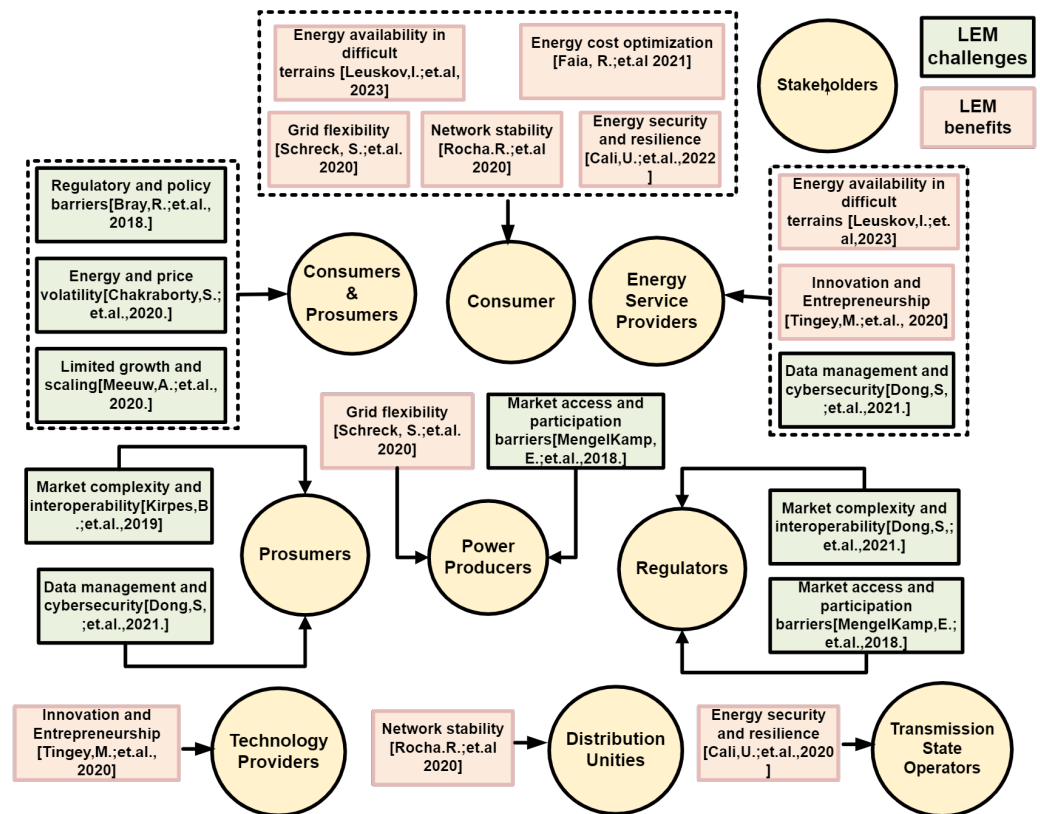 Energy availability in
difficult
terrains [Leuskov,I.;et.al,
2023]
Energy cost optimization
[Faia, R.;et.al 2021]
Grid flexibility
[Schreck, S.;et.al.
2020]
Network stability
[Rocha.R.;et.al
2020]
Energy security
and resilience
[Cali,U.;et.al.,2022
]
Stakeholders
LEM
challenges
LEM
benefits
Regulatory and policy
barriers[Bray,R.;et.al.,
2018.]
Energy and price
volatility[Chakraborty,S.;
et.al.,2020.]
Limited growth and
scaling[Meeuw,A.;et.al.,
2020.]
Consumers
&
Prosumers
Consumer
Energy
Service
Providers
Energy availability in
difficult
terrains [Leuskov,I.;et.
al,2023]
Innovation and
Entrepreneurship
[Tingey,M.;et.al., 2020]
Data management and
cybersecurity[Dong,S,
;et.al.,2021.]
Grid flexibility
[Schreck, S.;et.al.
2020]
Market access and
participation
barriers[MengelKamp,
E.;et.al.,2018.]
Market complexity and
interoperability[Kirpes,B
.;et.al.,2019]
Data management and
cybersecurity[Dong,S,
;et.al.,2021.]
Prosumers
Power
Producers
Regulators
Market complexity and
interoperability[Dong,S,;
et.al.,2021.]
Market access and
participation
barriers[MengelKamp,E.;
et.al.,2018.]
Innovation and
Entrepreneurship
[Tingey,M.;et.al.,
2020]
Technology
Providers
Network stability
[Rocha.R.;et.al
2020]
Distribution
Unities
Energy security
and resilience
[Cali,U.;et.al.,2020
]
Transmission
State
Operators